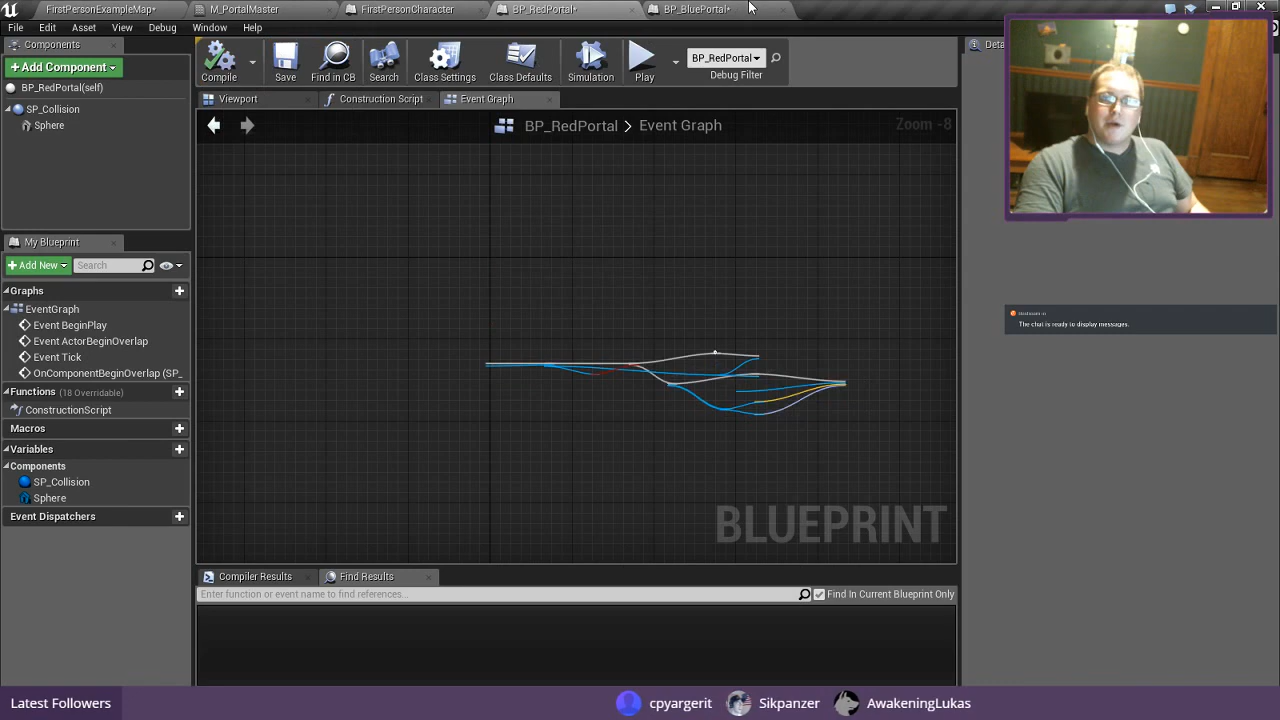 FirstPersonExampleMap*
M_PortalMaster
FirstPersonCharacter
BP_RedPortal*
BP_BluePortal*
File Edit Asset View Debug Window Help
Components
+ Add Component
BP_RedPortal(self)
SP_Collision
Sphere
Compile
Save
Find in CB
Search
Class Settings
Class Defaults
Simulation
Play
BP_RedPortal
Debug Filter
Deta
Viewport
Construction Script
Event Graph
BP_RedPortal > Event Graph
Zoom -8
My Blueprint
+ Add New
Search
Graphs
EventGraph
Event BeginPlay
Event ActorBeginOverlap
Event Tick
OnComponentBeginOverlap (SP_
Functions (18 Overridable)
ConstructionScript
Macros
Variables
Components
SP_Collision
Sphere
Event Dispatchers
BLUEPRINT
Compiler Results
Find Results
Enter function or event name to find references...
Find In Current Blueprint Only
The chat is ready to display messages.
Latest Followers
cpyargerit
Sikpanzer
AwakeningLukas